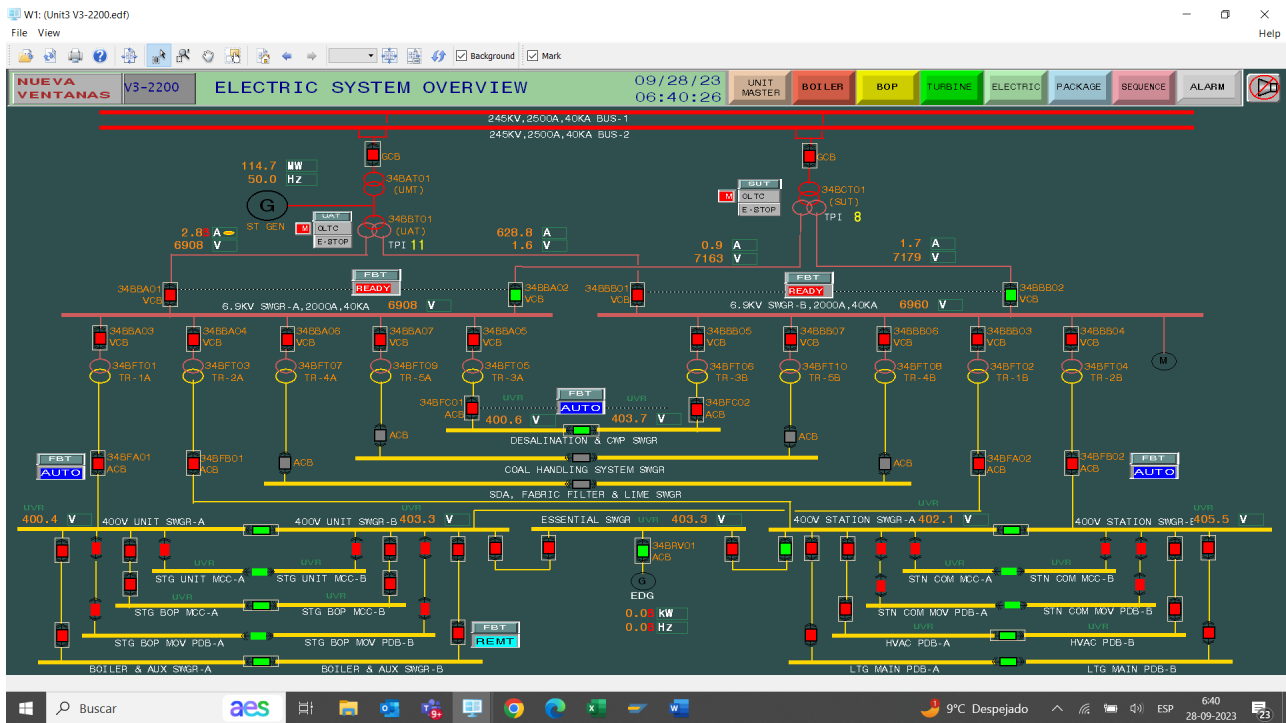 W1: (Unit3 V3-2200.edf)
File View
Help
Background Mark
NUEVA VENTANAS
V3-2200
ELECTRIC SYSTEM OVERVIEW
09/28/23
06:40:26
UNIT MASTER
BOILER
BOP
TURBINE
ELECTRIC
PACKAGE
SEQUENCE
ALARM
245KV,2500A,40KA BUS-1
245KV,2500A,40KA BUS-2
GCB
GCB
114.7 MW
50.0 Hz
34BAT01
(UMT)
G
ST GEN
UAT
M OLTC
E-STOP
34BBT01
(UAT)
TPI 11
SUT
M OLTC
E-STOP
34BCT01
(SUT)
TPI 8
2.8 A
6908 V
628.8 A
1.6 V
0.9 A
7163 V
1.7 A
7179 V
34BBA01
VCB
FBT
READY
34BBA02
VCB
34BBB01
VCB
FBT
READY
34BBB02
VCB
6.9KV SWGR-A,2000A,40KA 6908 V
6.9KV SWGR-B,2000A,40KA 6960 V
34BBA03
VCB
34BBA04
VCB
34BBA06
VCB
34BBA07
VCB
34BBA05
VCB
34BBB05
VCB
34BBB07
VCB
34BBB06
VCB
34BBB03
VCB
34BBB04
VCB
M
34BFT01
TR-1A
34BFT03
TR-2A
34BFT07
TR-4A
34BFT09
TR-5A
34BFT05
TR-3A
34BFT06
TR-3B
34BFT10
TR-5B
34BFT08
TR-4B
34BFT02
TR-1B
34BFT04
TR-2B
34BFC01
ACB
UVR
FBT
AUTO
UVR
34BFC02
ACB
400.6 V
403.7 V
DESALINATION & CWP SWGR
ACB
ACB
COAL HANDLING SYSTEM SWGR
ACB
ACB
SDA, FABRIC FILTER & LIME SWGR
FBT
AUTO
34BFA01
ACB
34BFB01
ACB
34BFA02
ACB
34BFB02
ACB
FBT
AUTO
UVR
400.4 V
400V UNIT SWGR-A
400V UNIT SWGR-B
403.3 V
ESSENTIAL SWGR UVR 403.3 V
UVR
400V STATION SWGR-A 402.1 V
UVR
400V STATION SWGR-B
405.5 V
34BRV01
ACB
G
EDG
0.0 kW
0.0 Hz
UVR
STG UNIT MCC-A
STG UNIT MCC-B
UVR
STG BOP MCC-A
STG BOP MCC-B
STG BOP MOV PDB-A
STG BOP MOV PDB-B
BOILER & AUX SWGR-A
BOILER & AUX SWGR-B
FBT
REMT
UVR
STN COM MCC-A
STN COM MCC-B
STN COM MOV PDB-A
STN COM MOV PDB-B
HVAC PDB-A
HVAC PDB-B
LTG MAIN PDB-A
LTG MAIN PDB-B
Buscar
aes
9+
9°C Despejado
ESP
6:40
28-09-2023
23